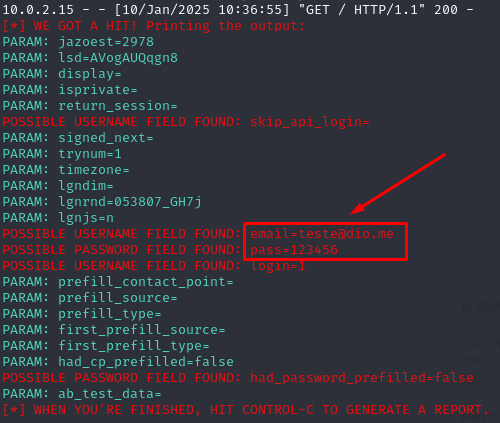 10.0.2.15 - - [10/Jan/2025 10:36:55] "GET / HTTP/1.1" 200 -
[*] WE GOT A HIT! Printing the output:
PARAM: jazoest=2978
PARAM: lsd=AVogAUQqgn8
PARAM: display=
PARAM: isprivate=
PARAM: return_session=
POSSIBLE USERNAME FIELD FOUND: skip_api_login=
PARAM: signed_next=
PARAM: trynum=1
PARAM: timezone=
PARAM: lgndim=
PARAM: lgnrnd=053807_GH7j
PARAM: lgnjs=n
POSSIBLE USERNAME FIELD FOUND: email=teste@dio.me
POSSIBLE PASSWORD FIELD FOUND: pass=123456
POSSIBLE USERNAME FIELD FOUND: login=1
PARAM: prefill_contact_point=
PARAM: prefill_source=
PARAM: prefill_type=
PARAM: first_prefill_source=
PARAM: first_prefill_type=
PARAM: had_cp_prefilled=false
POSSIBLE PASSWORD FIELD FOUND: had_password_prefilled=false
PARAM: ab_test_data=
[*] WHEN YOU'RE FINISHED, HIT CONTROL-C TO GENERATE A REPORT.